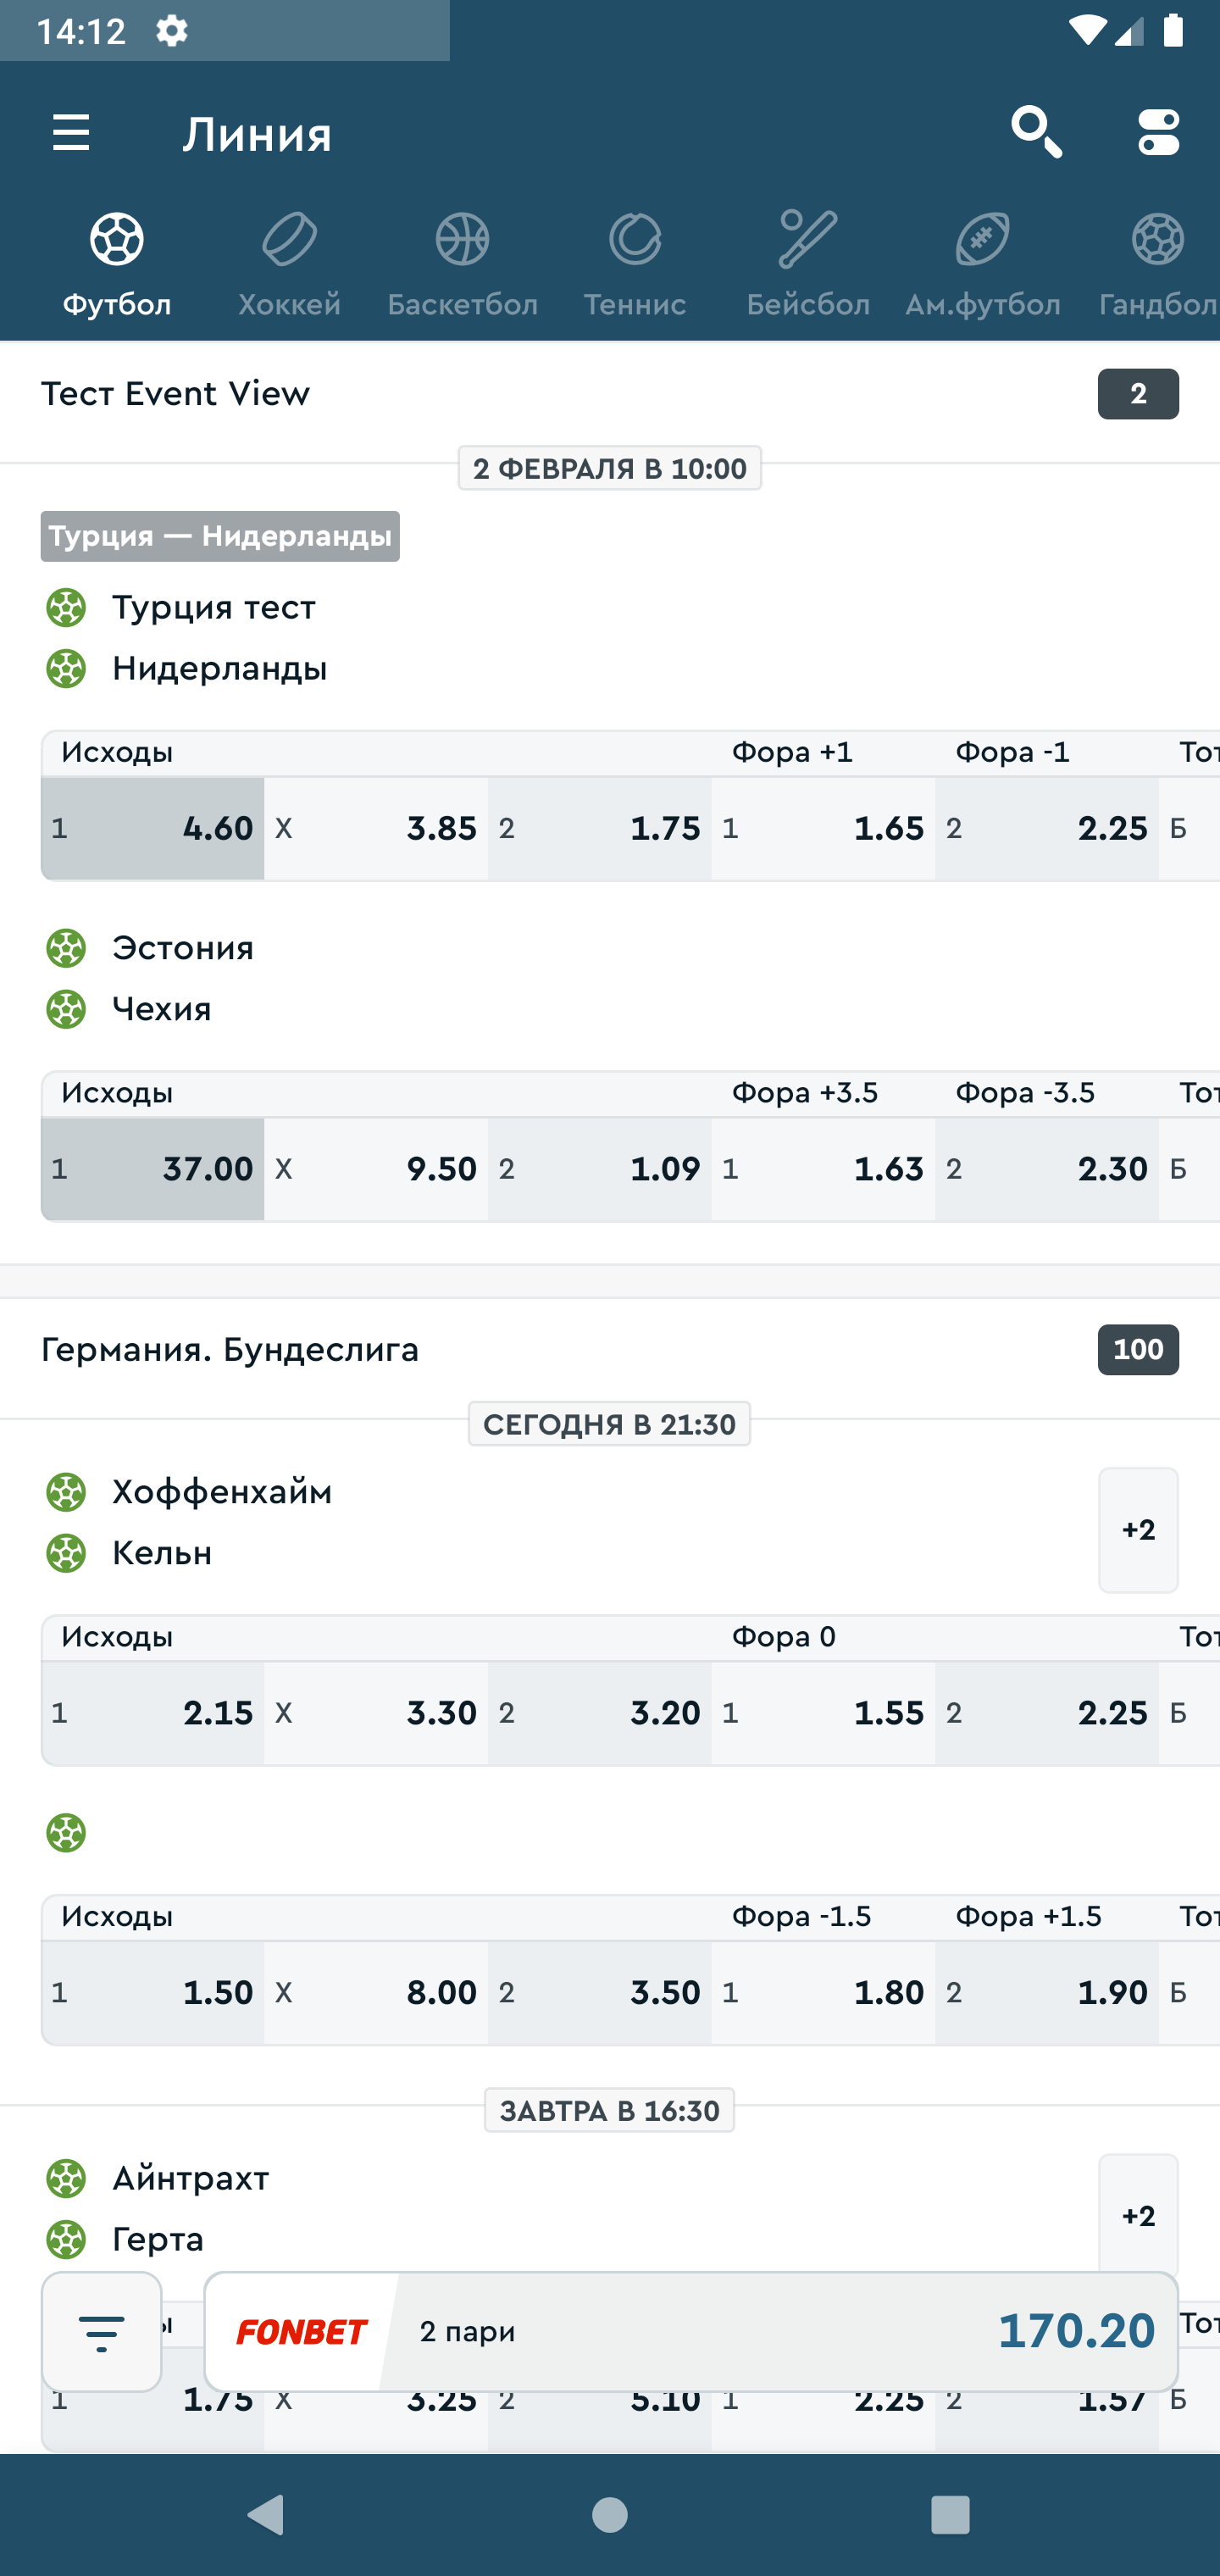 14:12
Линия
Футбол Хоккей Баскетбол Теннис Бейсбол Ам.футбол Гандбол
Тест Event View 2
2 ФЕВРАЛЯ В 10:00
Турция — Нидерланды
Турция тест
Нидерланды
Исходы Фора +1 Фора -1 Тот
1 4.60 X 3.85 2 1.75 1 1.65 2 2.25 Б
Эстония
Чехия
Исходы Фора +3.5 Фора -3.5 Тот
1 37.00 X 9.50 2 1.09 1 1.63 2 2.30 Б
Германия. Бундеслига 100
СЕГОДНЯ В 21:30
Хоффенхайм
+2
Кельн
Исходы Фора 0 Тот
1 2.15 X 3.30 2 3.20 1 1.55 2 2.25 Б
Исходы Фора -1.5 Фора +1.5 Тот
1 1.50 X 8.00 2 3.50 1 1.80 2 1.90 Б
ЗАВТРА В 16:30
Айнтрахт
+2
Герта
ы FONBET 2 пари 170.20 Тот
1 1.75 X 3.25 2 5.10 1 2.25 2 1.57 Б